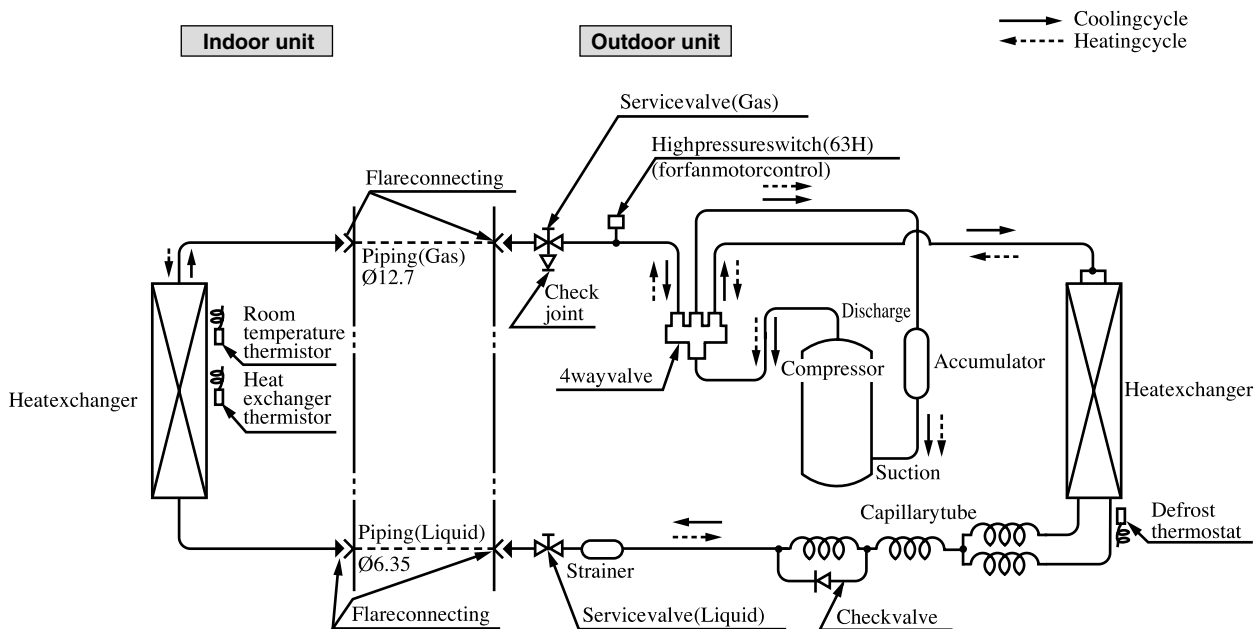 Indoor unit
Outdoor unit
Coolingcycle
Heatingcycle
Servicevalve(Gas)
Highpressureswitch(63H)
(forfanmotorcontrol)
Flareconnecting
Piping(Gas)
Ø12.7
Check
joint
Room
temperature
thermistor
Heat
exchanger
thermistor
Heatexchanger
4wayvalve
Discharge
Compressor
Accumulator
Suction
Heatexchanger
Capillarytube
Defrost
thermostat
Piping(Liquid)
Ø6.35
Strainer
Flareconnecting
Servicevalve(Liquid)
Checkvalve